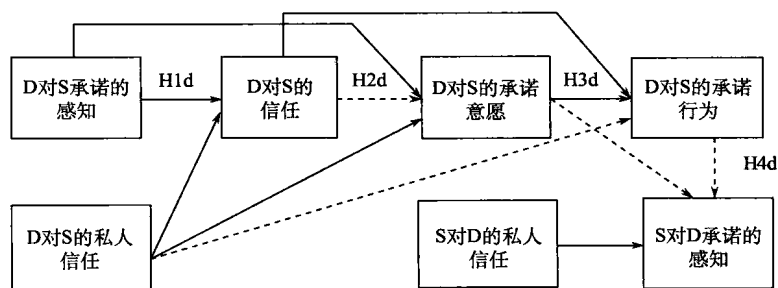 D对S承诺的
感知
H1d
D对S的
信任
H2d
D对S的承诺
意愿
H3d
D对S的承诺
行为
H4d
D对S的私人
信任
S对D的私人
信任
S对D承诺的
感知